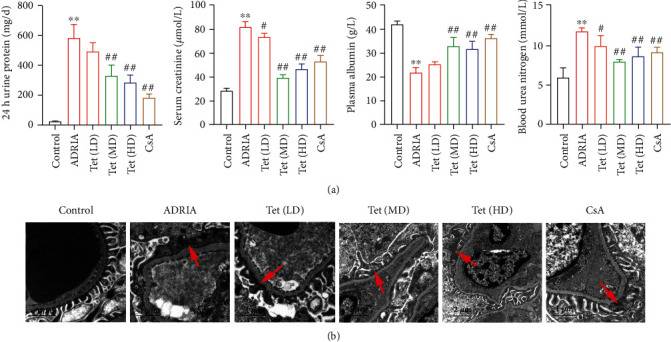 24 h urine protein (mg/d)
800
600
400
200
0
**
##
##
##
Control
ADRIA
Tet (LD)
Tet (MD)
Tet (HD)
CsA
Serum creatinine (μmol/L)
100
80
60
40
20
0
**
#
##
##
##
Control
ADRIA
Tet (LD)
Tet (MD)
Tet (HD)
CsA
Plasma albumin (g/L)
50
40
30
20
10
0
**
##
##
##
Control
ADRIA
Tet (LD)
Tet (MD)
Tet (HD)
CsA
Blood urea nitrogen (mmol/L)
15
10
5
0
**
#
##
##
##
Control
ADRIA
Tet (LD)
Tet (MD)
Tet (HD)
CsA
(a)
Control
ADRIA
Tet (LD)
Tet (MD)
Tet (HD)
CsA
(b)